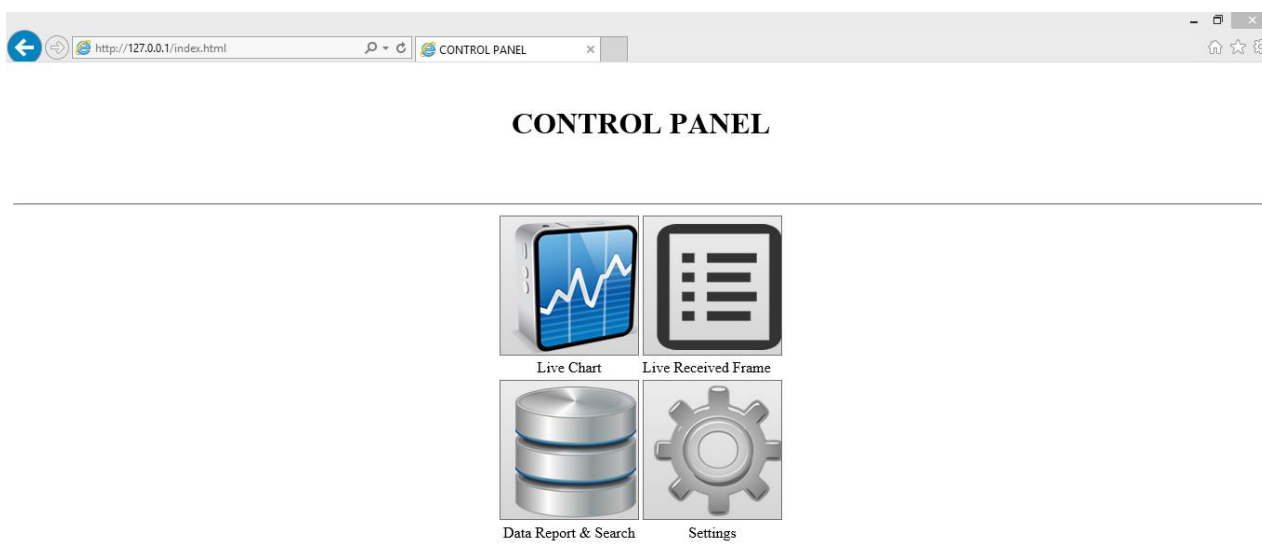 http://127.0.0.1/index.html
CONTROL PANEL
CONTROL PANEL
Live Chart
Live Received Frame
Data Report & Search
Settings